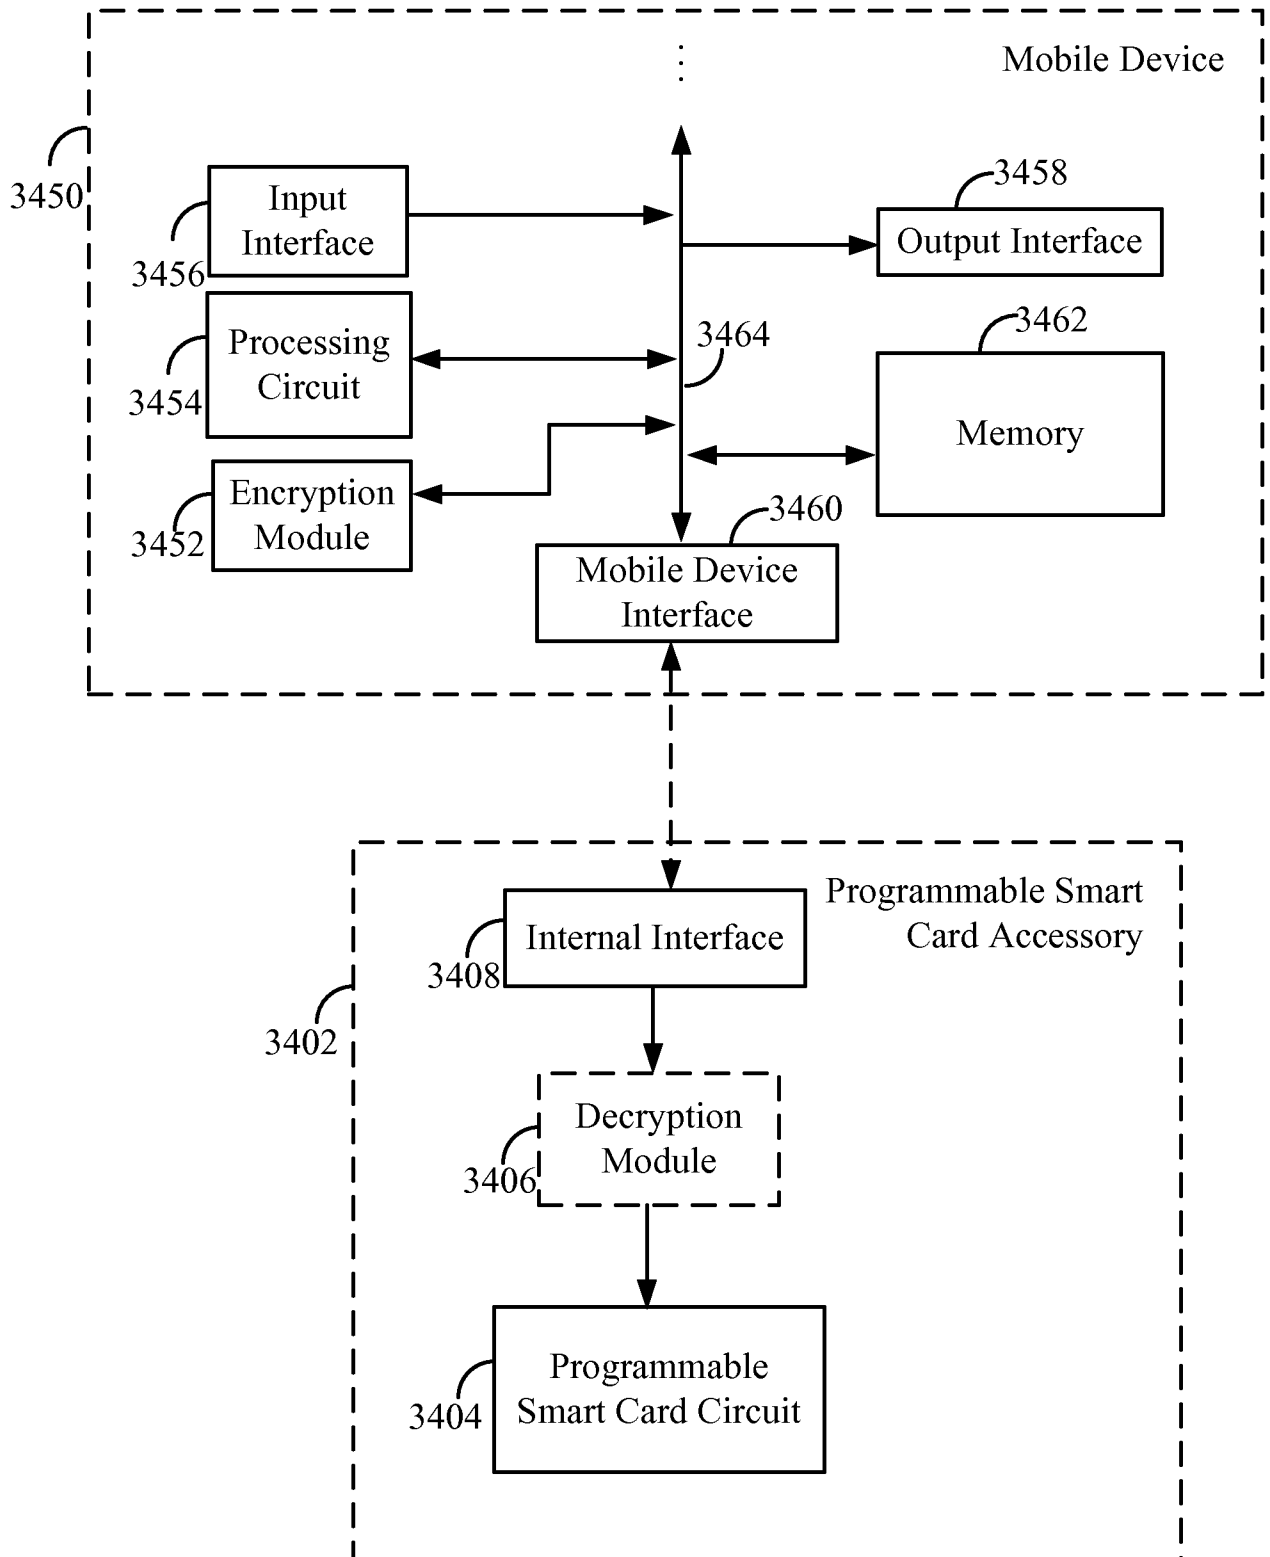 Mobile Device
3450
Input
Interface
3456
3458
Output Interface
Processing
Circuit
3454
3464
3462
Memory
Encryption
Module
3452
3460
Mobile Device
Interface
Programmable Smart
Card Accessory
Internal Interface
3408
3402
Decryption
Module
3406
Programmable
Smart Card Circuit
3404